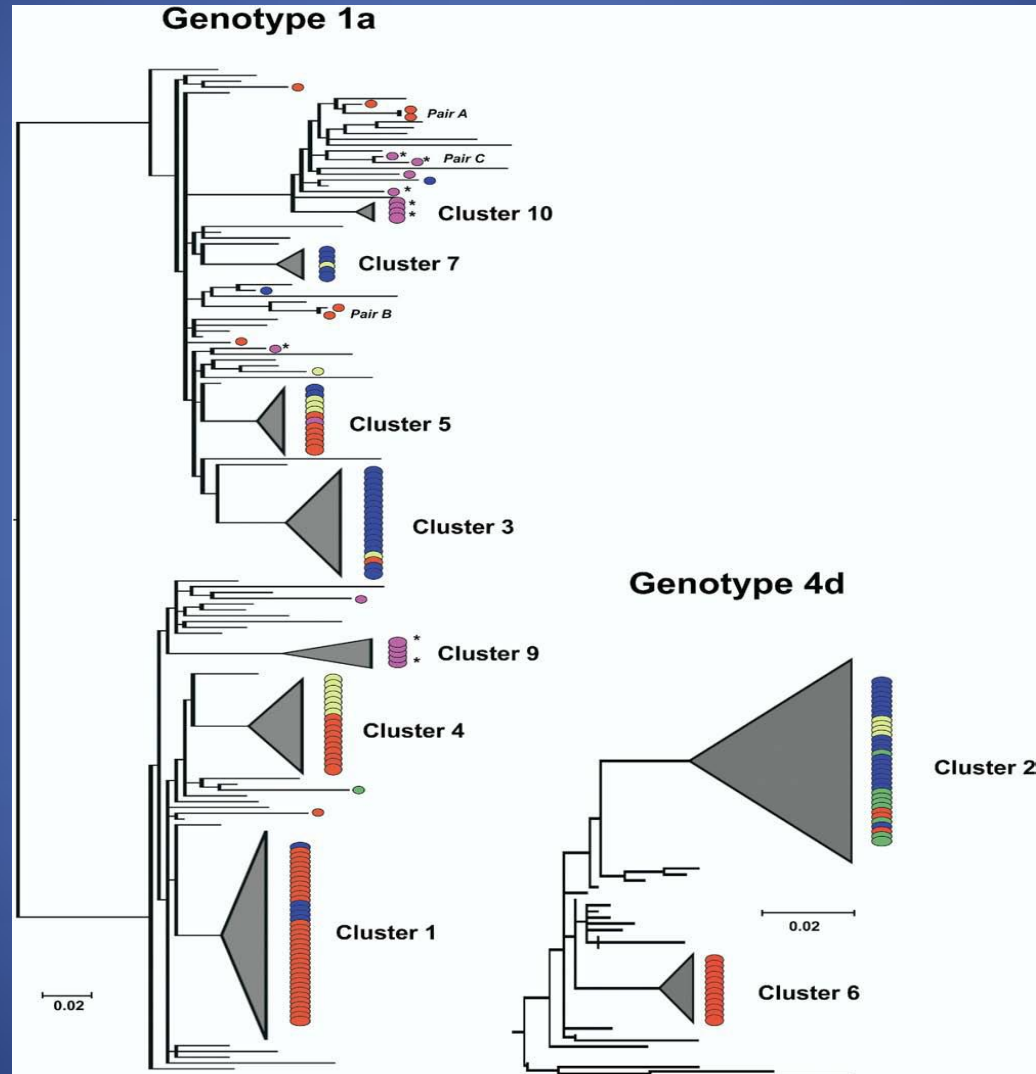 Genotype 1a
Pair A
* * Pair C
*
*
* Cluster 10
Cluster 7
Pair B
*
Cluster 5
Cluster 3
Genotype 4d
*
* Cluster 9
Cluster 4
Cluster 2
0.02
Cluster 1
Cluster 6
0.02